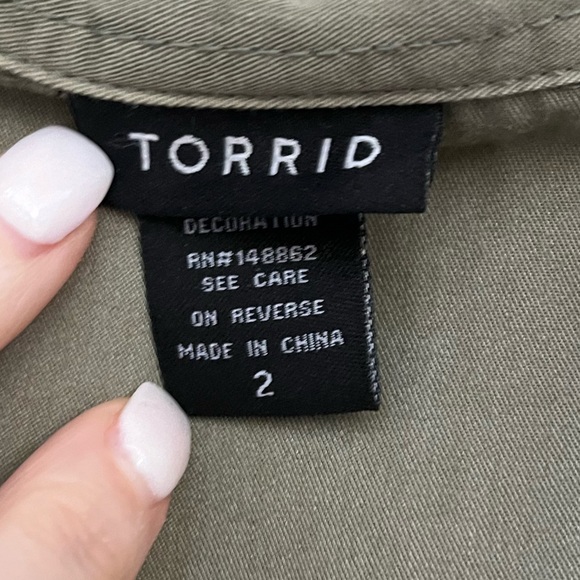 TORRID
DECORATION
RN#148862
SEE CARE
ON REVERSE
MADE IN CHINA
2